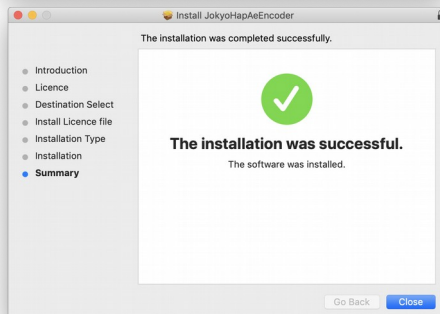 Install JokyoHapAeEncoder
The installation was completed successfully.
Introduction
Licence
Destination Select
Install Licence file
Installation Type
Installation
Summary
The installation was successful.
The software was installed.
Go Back
Close